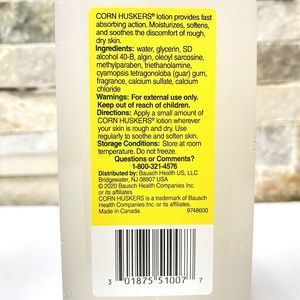 CORN HUSKERS® lotion provides fast
absorbing action. Moisturizes, softens,
and soothes the discomfort of rough,
dry skin.
Ingredients: water, glycerin, SD
alcohol 40-B, algin, oleoyl sarcosine,
methylparaben, triethanolamine,
cyamopsis tetragonoloba (guar) gum,
fragrance, calcium sulfate, calcium
chloride
Warnings: For external use only.
Keep out of reach of children.
Directions: Apply a small amount of
CORN HUSKERS® lotion wherever
your skin is rough and dry. Use
regularly to soothe and soften skin.
Storage Conditions: Store at room
temperature. Do not freeze.
Questions or Comments?
1-800-321-4576
Distributed by: Bausch Health US, LLC
Bridgewater, NJ 08807 USA
© 2020 Bausch Health Companies Inc.
or its affiliates
CORN HUSKERS is a trademark of Bausch
Health Companies Inc. or its affiliates.
Made in Canada 9748600
3 01875 51007 7